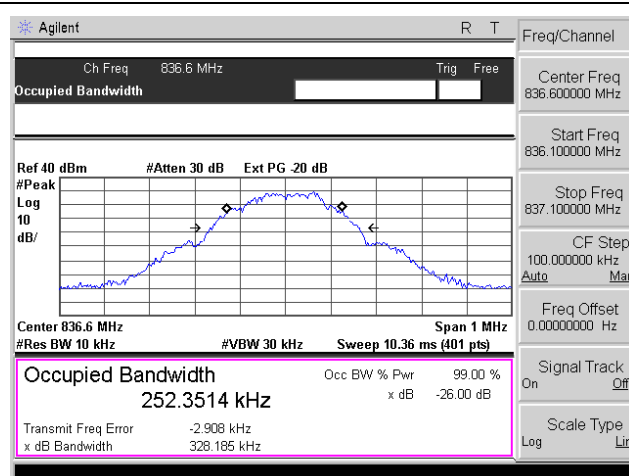 Agilent R T
Freq/Channel
Ch Freq 836.6 MHz Trig Free
Occupied Bandwidth
Center Freq
836.600000 MHz
Start Freq
836.100000 MHz
Stop Freq
837.100000 MHz
CF Step
100.000000 kHz
Auto Man
Freq Offset
0.00000000 Hz
Signal Track
On Off
Scale Type
Log Lin
Ref 40 dBm #Atten 30 dB Ext PG -20 dB
#Peak
Log
10
dB/
Center 836.6 MHz Span 1 MHz
#Res BW 10 kHz #VBW 30 kHz Sweep 10.36 ms (401 pts)
Occupied Bandwidth Occ BW % Pwr 99.00 %
252.3514 kHz x dB -26.00 dB
Transmit Freq Error -2.908 kHz
x dB Bandwidth 328.185 kHz